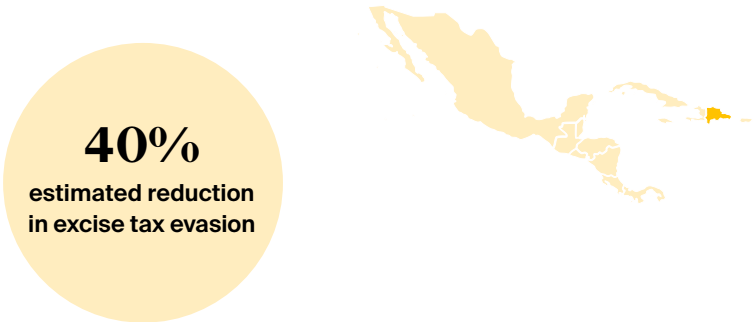 40%
estimated reduction
in excise tax evasion